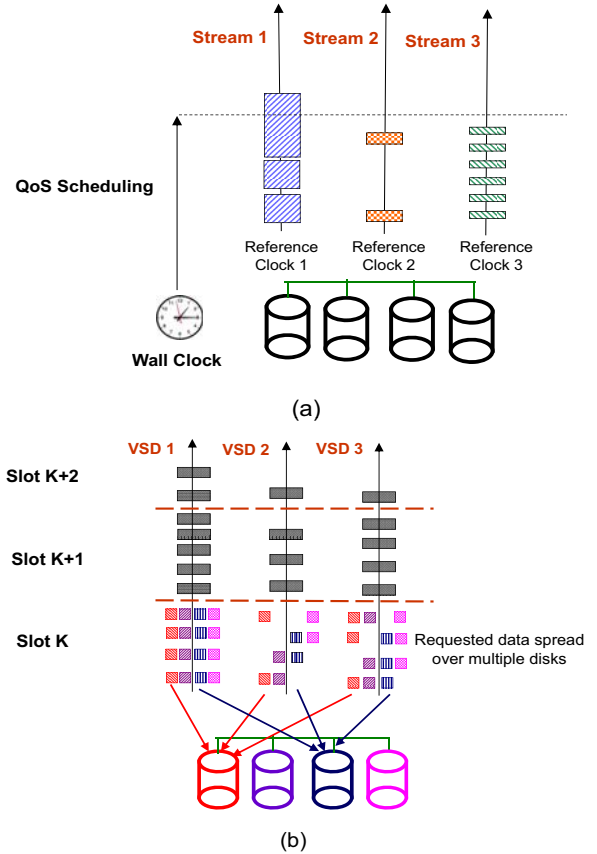 Stream 1 Stream 2 Stream 3
QoS Scheduling
Reference Clock 1
Reference Clock 2
Reference Clock 3
Wall Clock
(a)
VSD 1 VSD 2 VSD 3
Slot K+2
Slot K+1
Slot K
Requested data spread
over multiple disks
(b)